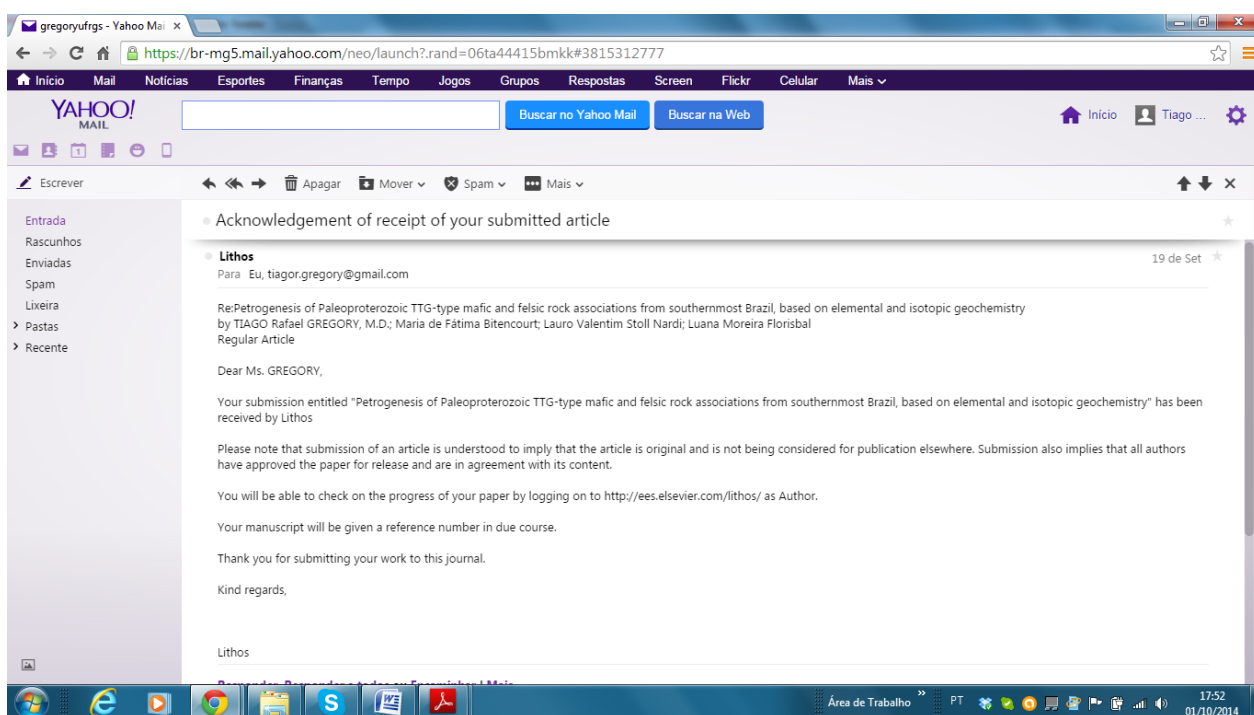 gregoryufrgs - Yahoo Mai
https://br-mg5.mail.yahoo.com/neo/launch?.rand=06ta44415bmkk#3815312777
Início Mail Notícias Esportes Finanças Tempo Jogos Grupos Respostas Screen Flickr Celular Mais
YAHOO! Buscar no Yahoo Mail Buscar na Web Início Tiago ...
MAIL
1
Escrever Apagar Mover Spam Mais
Entrada
Rascunhos
Enviadas
Spam
Lixeira
Pastas
Recente
Acknowledgement of receipt of your submitted article
Lithos 19 de Set
Para Eu, tiagor.gregory@gmail.com
Re:Petrogenesis of Paleoproterozoic TTG-type mafic and felsic rock associations from southernmost Brazil, based on elemental and isotopic geochemistry
by TIAGO Rafael GREGORY, M.D.; Maria de Fátima Bitencourt; Lauro Valentim Stoll Nardi; Luana Moreira Florisbal
Regular Article
Dear Ms. GREGORY,
Your submission entitled "Petrogenesis of Paleoproterozoic TTG-type mafic and felsic rock associations from southernmost Brazil, based on elemental and isotopic geochemistry" has been
received by Lithos
Please note that submission of an article is understood to imply that the article is original and is not being considered for publication elsewhere. Submission also implies that all authors
have approved the paper for release and are in agreement with its content.
You will be able to check on the progress of your paper by logging on to http://ees.elsevier.com/lithos/ as Author.
Your manuscript will be given a reference number in due course.
Thank you for submitting your work to this journal.
Kind regards,
Lithos
Responder, Responder a todos ou Encaminhar | Mais
Área de Trabalho PT 17:52
01/10/2014